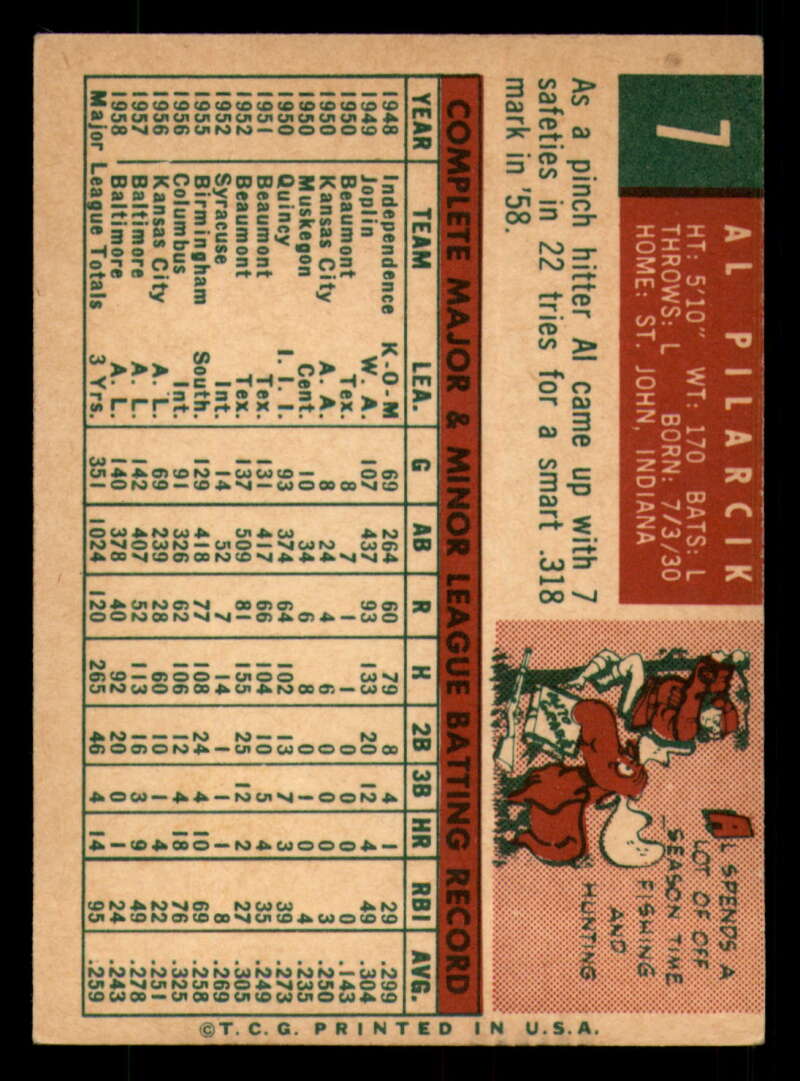 7
AL PILARCIK
HT: 5'10" WT: 170 BATS: L
THROWS: L BORN: 7/3/30
HOME: ST. JOHN, INDIANA
As a pinch hitter Al came up with 7
safeties in 22 tries for a smart .318
mark in '58.
AL SPENDS A
LOT OF OFF
SEASON TIME
FISHING
AND
HUNTING
AUTO
GRAPH
COMPLETE MAJOR & MINOR LEAGUE BATTING RECORD
YEAR TEAM LEA. G AB R H 2B 3B HR RBI AVG.
1948 Independence K-O-M 69 264 60 79 8 4 1 29 .299
1949 Joplin W. A. 107 437 93 133 20 12 4 49 .304
1950 Beaumont Tex. 8 7 1 1 0 0 0 0 .143
1950 Kansas City A. A. 8 24 4 6 0 0 0 3 .250
1950 Muskegon Cent. 10 34 6 8 0 1 0 4 .235
1950 Quincy I. I. I. 93 374 64 102 13 7 3 39 .273
1951 Beaumont Tex. 131 417 66 104 10 5 4 35 .249
1952 Beaumont Tex. 137 509 81 155 25 12 2 27 .305
1952 Syracuse Int. 14 52 7 14 1 1 1 8 .269
1955 Birmingham South. 129 418 77 108 24 4 10 69 .258
1956 Columbus Int. 91 326 62 106 12 4 18 76 .325
1956 Kansas City A. L. 69 239 28 60 10 1 4 22 .251
1957 Baltimore A. L. 142 407 52 113 16 3 9 49 .278
1958 Baltimore A. L. 140 378 40 92 20 0 1 24 .243
Major League Totals 3 Yrs. 351 1024 120 265 46 4 14 95 .259
© T. C. G. PRINTED IN U.S.A.